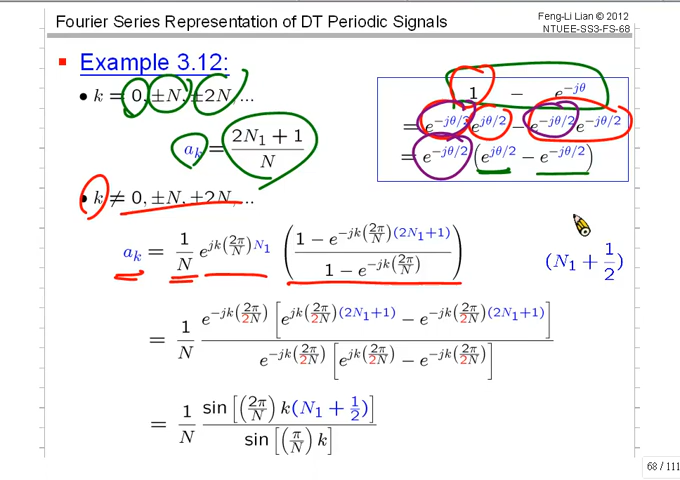 Fourier Series Representation of DT Periodic Signals
Feng-Li Lian © 2012
NTUEE-SS3-FS-68
Example 3.12:
• k = 0, ±N, ±2N, ...
a_k = (2N_1 + 1) / N
1 − e^{−jθ}
= e^{−jθ/2} e^{jθ/2} − e^{−jθ/2} e^{−jθ/2}
= e^{−jθ/2} (e^{jθ/2} − e^{−jθ/2})
• k ≠ 0, ±N, ±2N, ...
a_k = (1/N) e^{jk(2π/N)N_1} ((1 − e^{−jk(2π/N)(2N_1+1)}) / (1 − e^{−jk(2π/N)}))
(N_1 + 1/2)
= (1/N) (e^{−jk(2π/2N)} [e^{jk(2π/2N)(2N_1+1)} − e^{−jk(2π/2N)(2N_1+1)}]) / (e^{−jk(2π/2N)} [e^{jk(2π/2N)} − e^{−jk(2π/2N)}])
= (1/N) (sin[(2π/N) k(N_1 + 1/2)]) / (sin[(π/N) k])
68 / 111